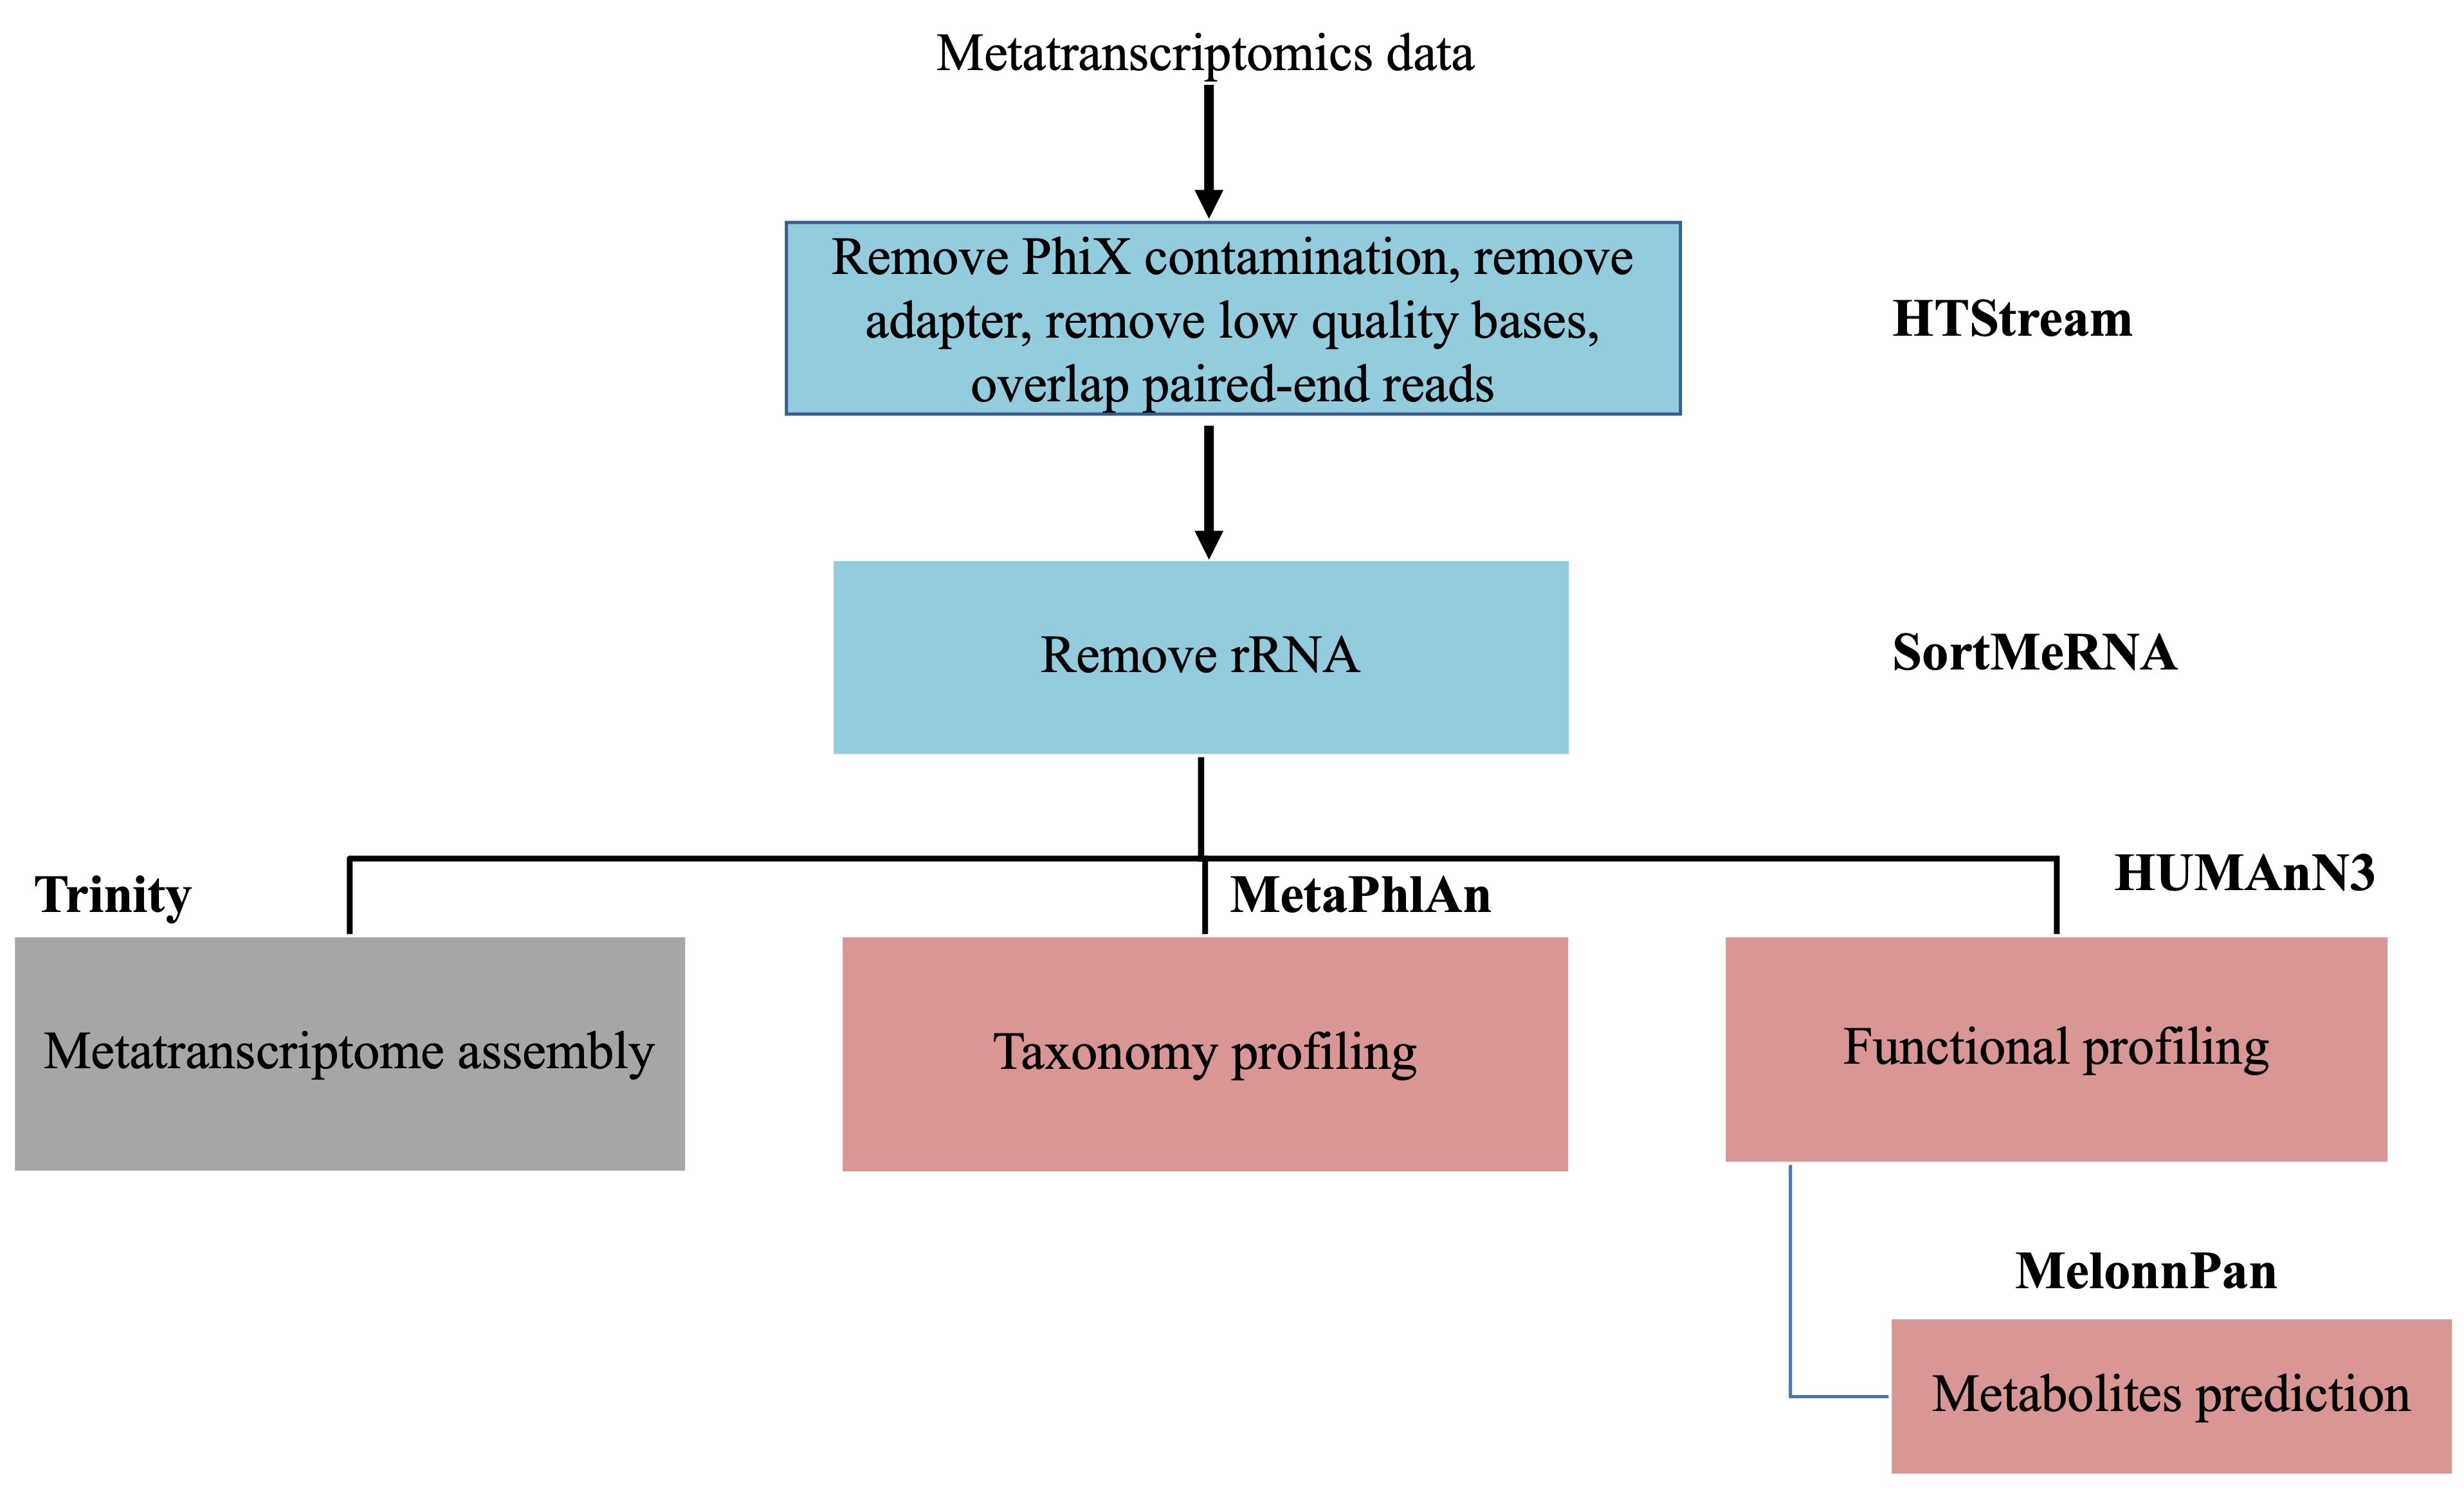 Metatranscriptomics data
Remove PhiX contamination, remove
adapter, remove low quality bases,
overlap paired-end reads
HTStream
Remove rRNA
SortMeRNA
Trinity
MetaPhlAn
HUMAnN3
Metatranscriptome assembly
Taxonomy profiling
Functional profiling
MelonnPan
Metabolites prediction